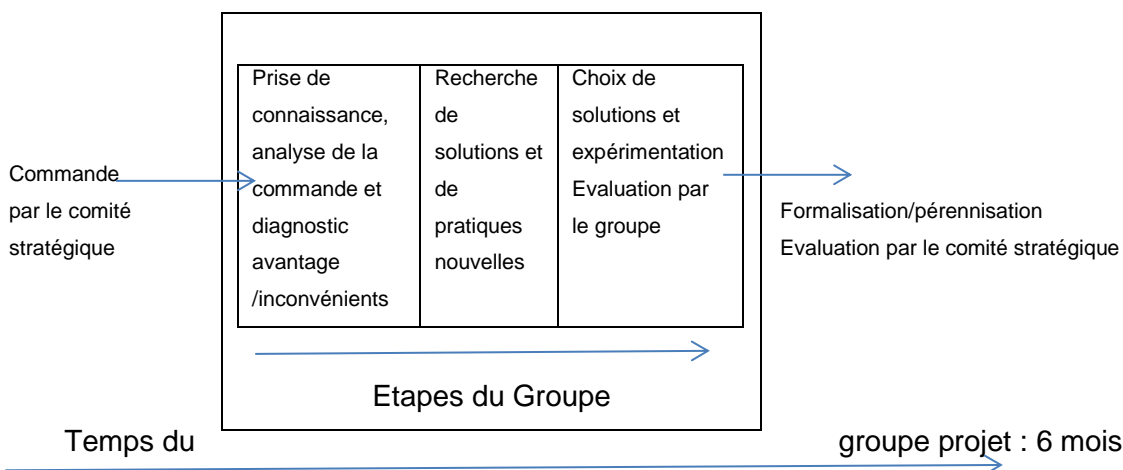 Commande
par le comité
stratégique
Prise de
connaissance,
analyse de la
commande et
diagnostic
avantage
/inconvénients
Recherche
de
solutions et
de
pratiques
nouvelles
Choix de
solutions et
expérimentation
Evaluation par
le groupe
Formalisation/pérennisation
Evaluation par le comité stratégique
Etapes du Groupe
Temps du groupe projet : 6 mois